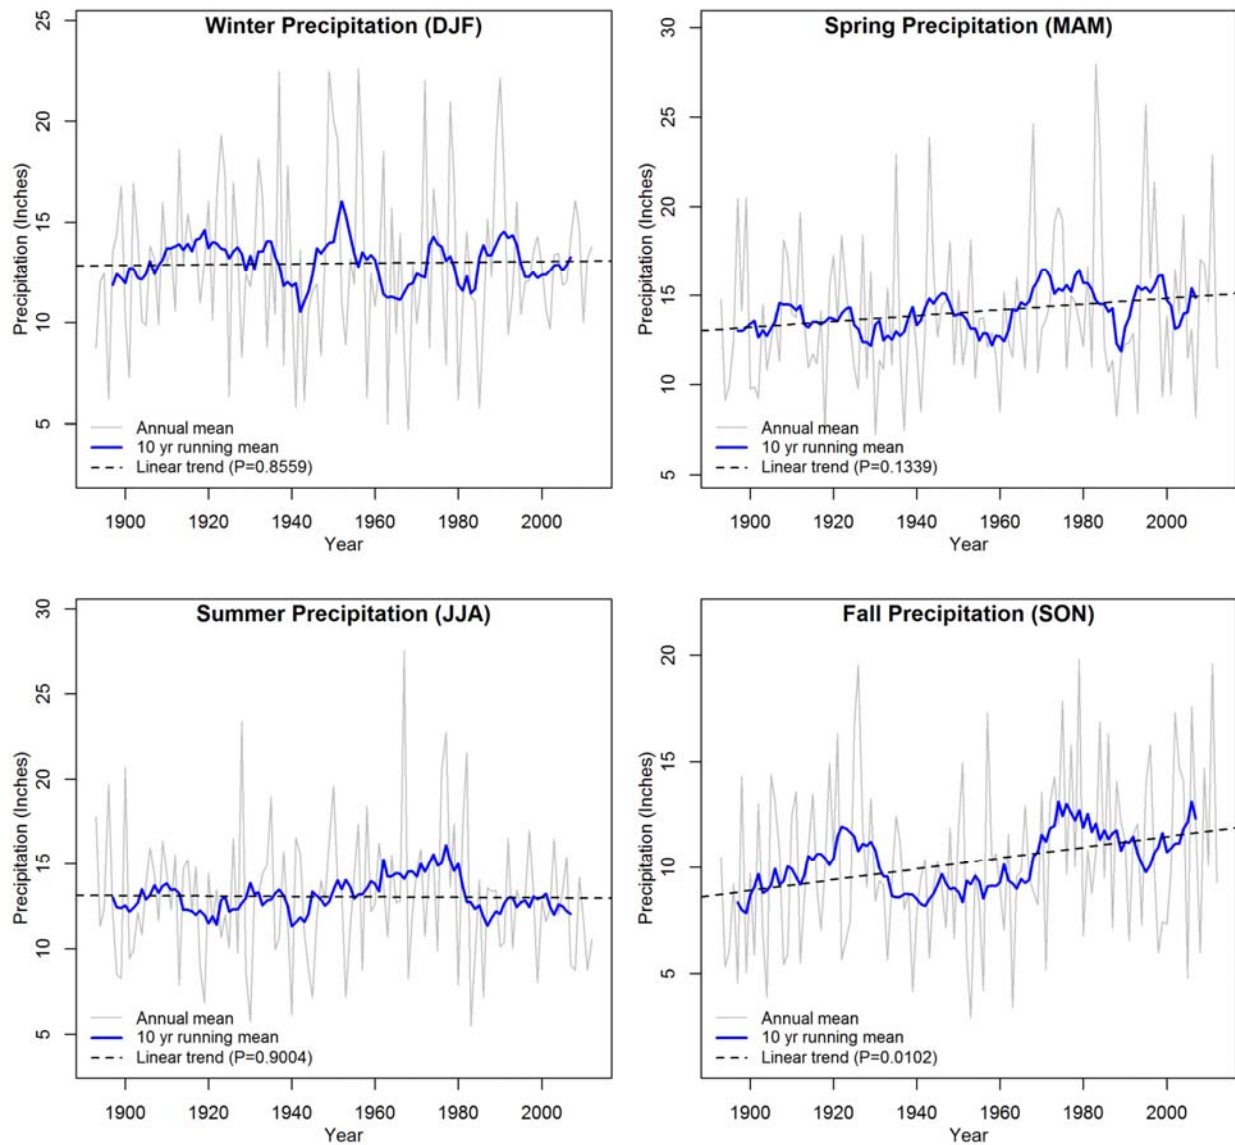 Winter Precipitation (DJF)
Precipitation (Inches)
25
20
15
10
5
Annual mean
10 yr running mean
Linear trend (P=0.8559)
1900 1920 1940 1960 1980 2000
Year
Spring Precipitation (MAM)
Precipitation (Inches)
30
25
20
15
10
5
Annual mean
10 yr running mean
Linear trend (P=0.1339)
1900 1920 1940 1960 1980 2000
Year
Summer Precipitation (JJA)
Precipitation (Inches)
30
25
20
15
10
5
Annual mean
10 yr running mean
Linear trend (P=0.9004)
1900 1920 1940 1960 1980 2000
Year
Fall Precipitation (SON)
Precipitation (Inches)
20
15
10
5
Annual mean
10 yr running mean
Linear trend (P=0.0102)
1900 1920 1940 1960 1980 2000
Year